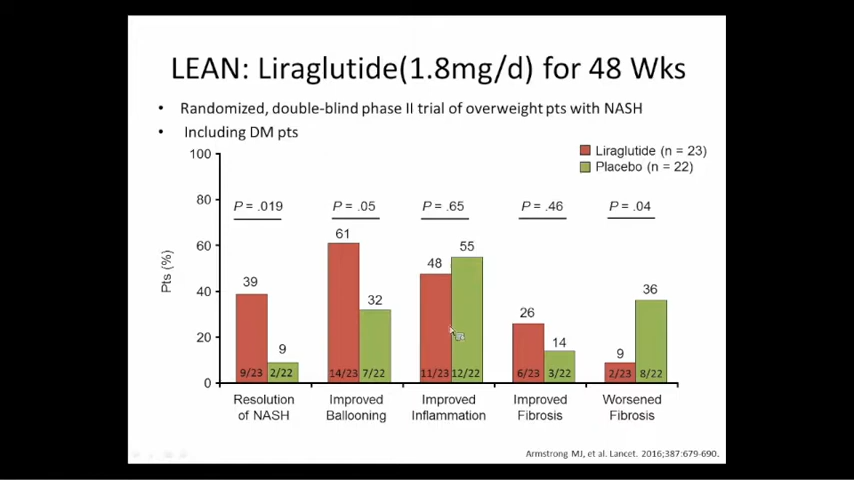 LEAN: Liraglutide(1.8mg/d) for 48 Wks
• Randomized, double-blind phase II trial of overweight pts with NASH
• Including DM pts
Liraglutide (n = 23)
Placebo (n = 22)
Pts (%)
100
80
60
40
20
0
P = .019
P = .05
P = .65
P = .46
P = .04
39
9
61
32
48
55
26
14
9
36
9/23 2/22
14/23 7/22
11/23 12/22
6/23 3/22
2/23 8/22
Resolution
of NASH
Improved
Ballooning
Improved
Inflammation
Improved
Fibrosis
Worsened
Fibrosis
Armstrong MJ, et al. Lancet. 2016;387:679-690.